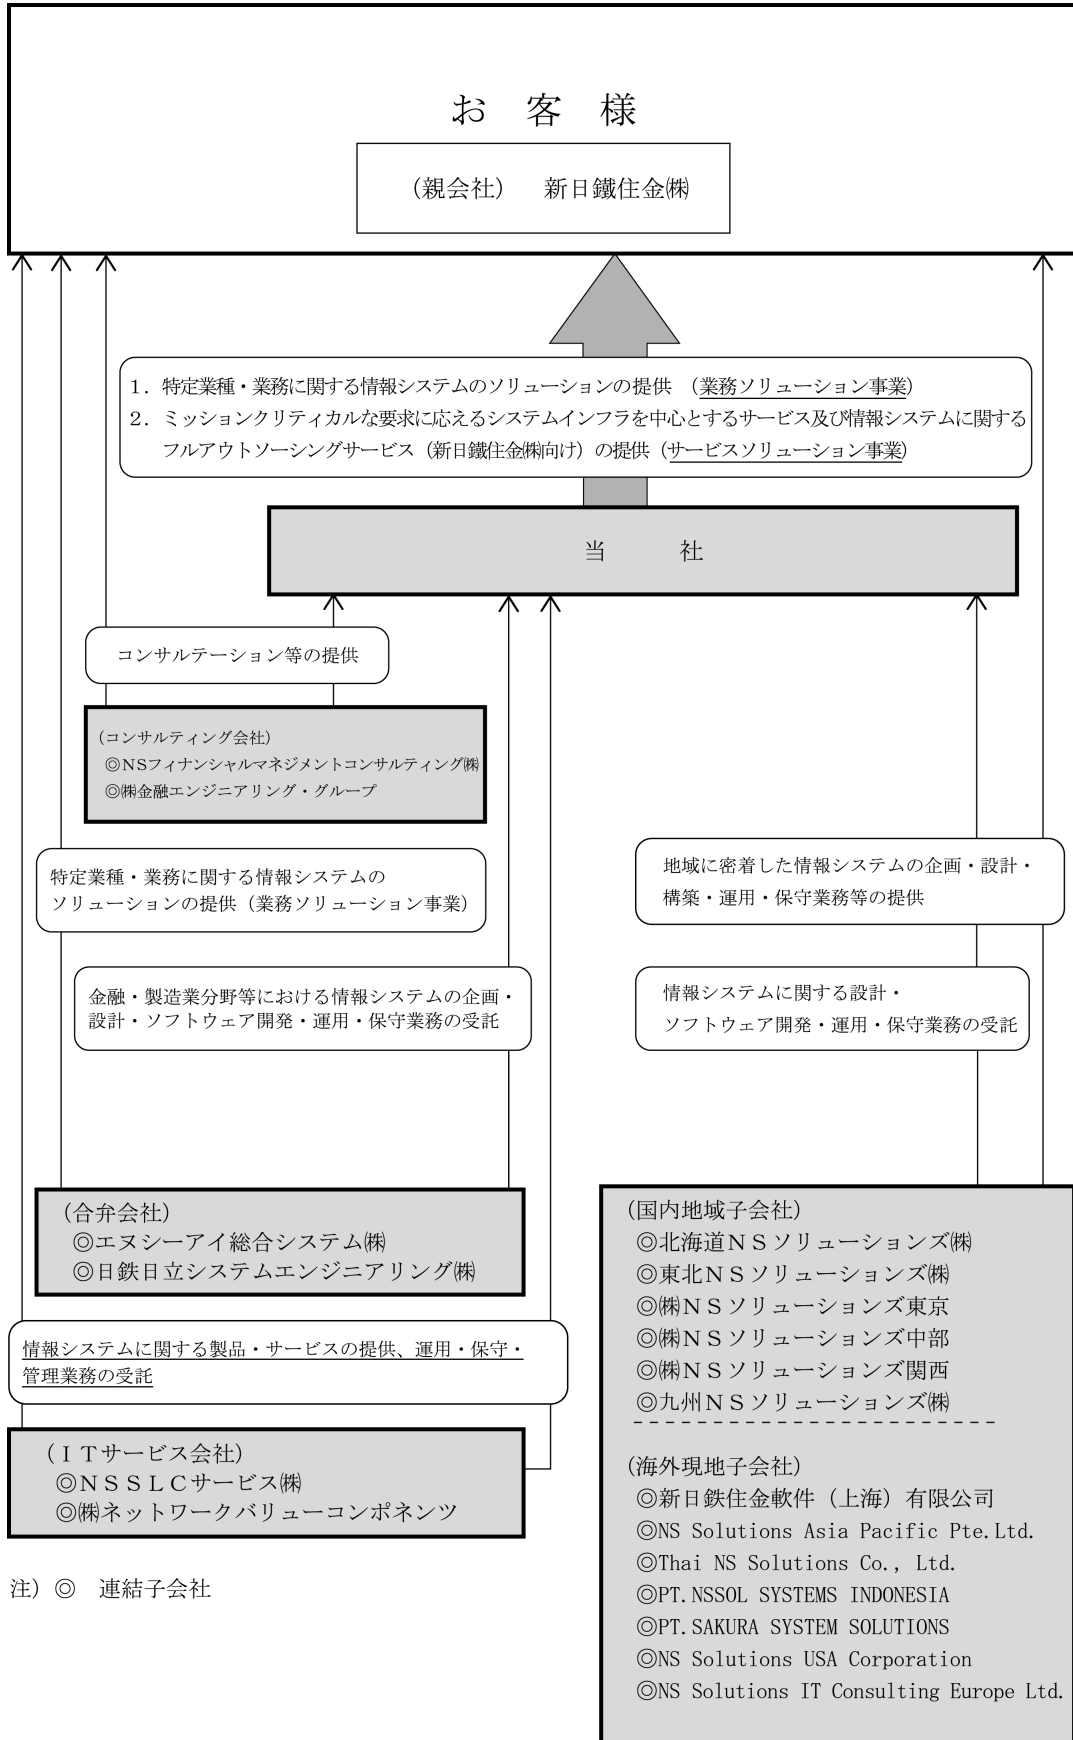 お 客 様
（親会社） 新日鐵住金㈱
１．特定業種・業務に関する情報システムのソリューションの提供 （業務ソリューション事業）
２．ミッションクリティカルな要求に応えるシステムインフラを中心とするサービス及び情報システムに関する
フルアウトソーシングサービス（新日鐵住金㈱向け）の提供（サービスソリューション事業）
当 社
コンサルテーション等の提供
（コンサルティング会社）
◎NSフィナンシャルマネジメントコンサルティング㈱
◎㈱金融エンジニアリング・グループ
特定業種・業務に関する情報システムの
ソリューションの提供（業務ソリューション事業）
地域に密着した情報システムの企画・設計・
構築・運用・保守業務等の提供
金融・製造業分野等における情報システムの企画・
設計・ソフトウェア開発・運用・保守業務の受託
情報システムに関する設計・
ソフトウェア開発・運用・保守業務の受託
（合弁会社）
◎エヌシーアイ総合システム㈱
◎日鉄日立システムエンジニアリング㈱
情報システムに関する製品・サービスの提供、運用・保守・
管理業務の受託
（ＩＴサービス会社）
◎ＮＳＳＬＣサービス㈱
◎㈱ネットワークバリューコンポネンツ
（国内地域子会社）
◎北海道ＮＳソリューションズ㈱
◎東北ＮＳソリューションズ㈱
◎㈱ＮＳソリューションズ東京
◎㈱ＮＳソリューションズ中部
◎㈱ＮＳソリューションズ関西
◎九州ＮＳソリューションズ㈱
（海外現地子会社）
◎新日鉄住金軟件（上海）有限公司
◎NS Solutions Asia Pacific Pte.Ltd.
◎Thai NS Solutions Co., Ltd.
◎PT.NSSOL SYSTEMS INDONESIA
◎PT.SAKURA SYSTEM SOLUTIONS
◎NS Solutions USA Corporation
◎NS Solutions IT Consulting Europe Ltd.
注）◎ 連結子会社